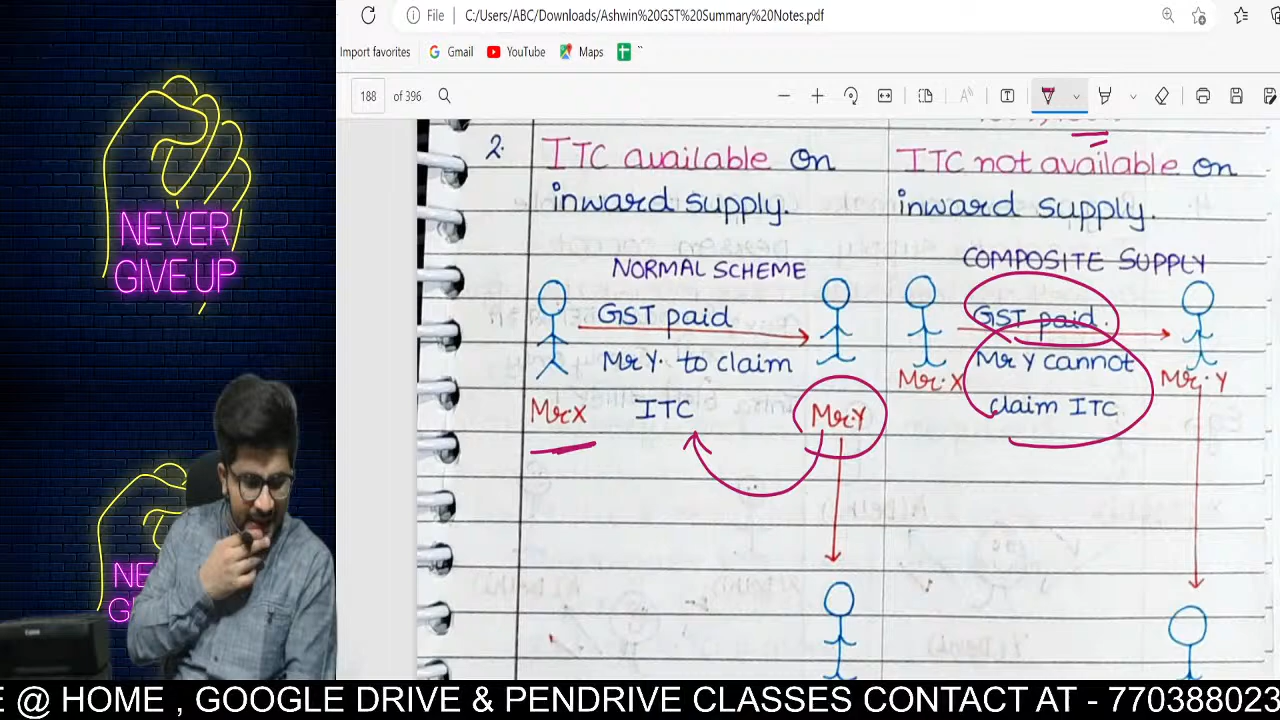 File | C:/Users/ABC/Downloads/Ashwin%20GST%20Summary%20Notes.pdf
Import favorites Gmail YouTube Maps
188 of 396
2. ITC available on
inward supply.
NORMAL SCHEME
GST paid
Mr Y. to claim
ITC
Mr X
Mr. Y
ITC not available on
inward supply.
COMPOSITE SUPPLY
GST paid.
Mr Y cannot
claim ITC
Mr. X
Mr. Y
NEVER
GIVE UP
NE
G
E @ HOME , GOOGLE DRIVE & PENDRIVE CLASSES CONTACT AT - 770388023